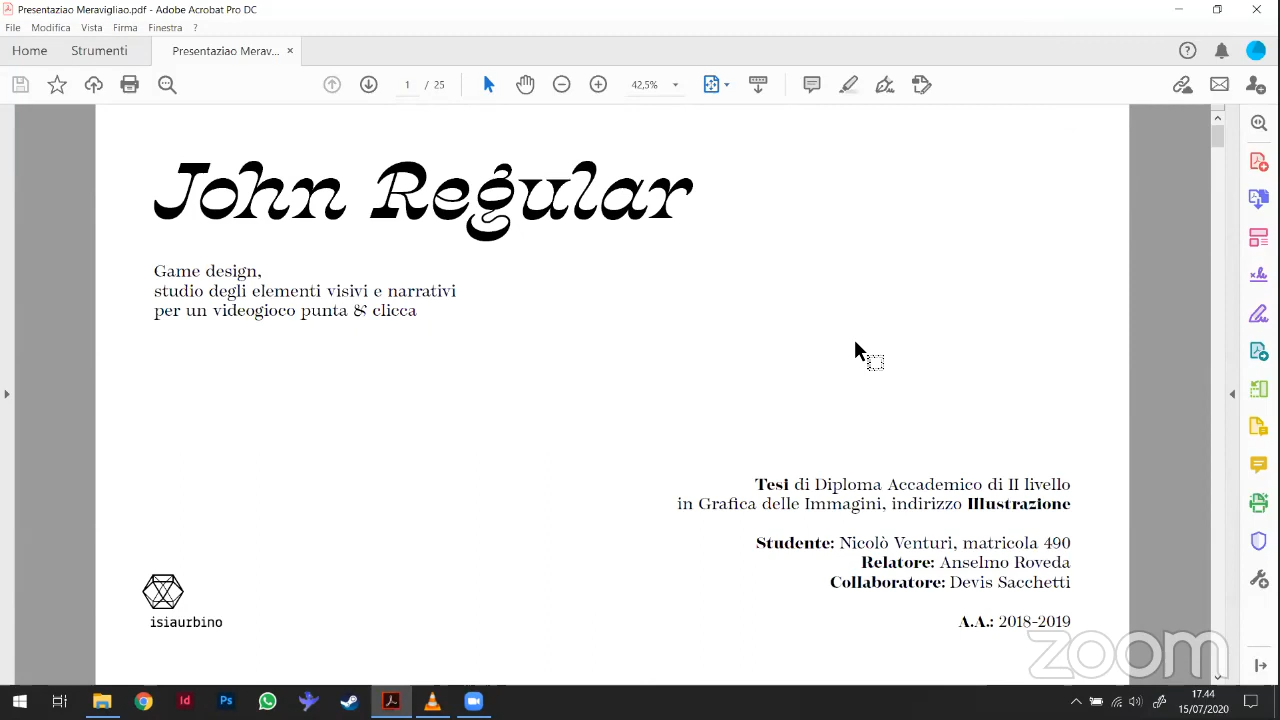 Presentaziao Meravigliao.pdf - Adobe Acrobat Pro DC
File Modifica Vista Firma Finestra ?
Home Strumenti Presentaziao Merav... ×
1 / 25 42,5%
John Regular
Game design,
studio degli elementi visivi e narrativi
per un videogioco punta & clicca
Tesi di Diploma Accademico di II livello
in Grafica delle Immagini, indirizzo Illustrazione
Studente: Nicolò Venturi, matricola 490
Relatore: Anselmo Roveda
Collaboratore: Devis Sacchetti
isiaurbino
A.A.: 2018-2019
zoom
Id Ps
17.44
15/07/2020